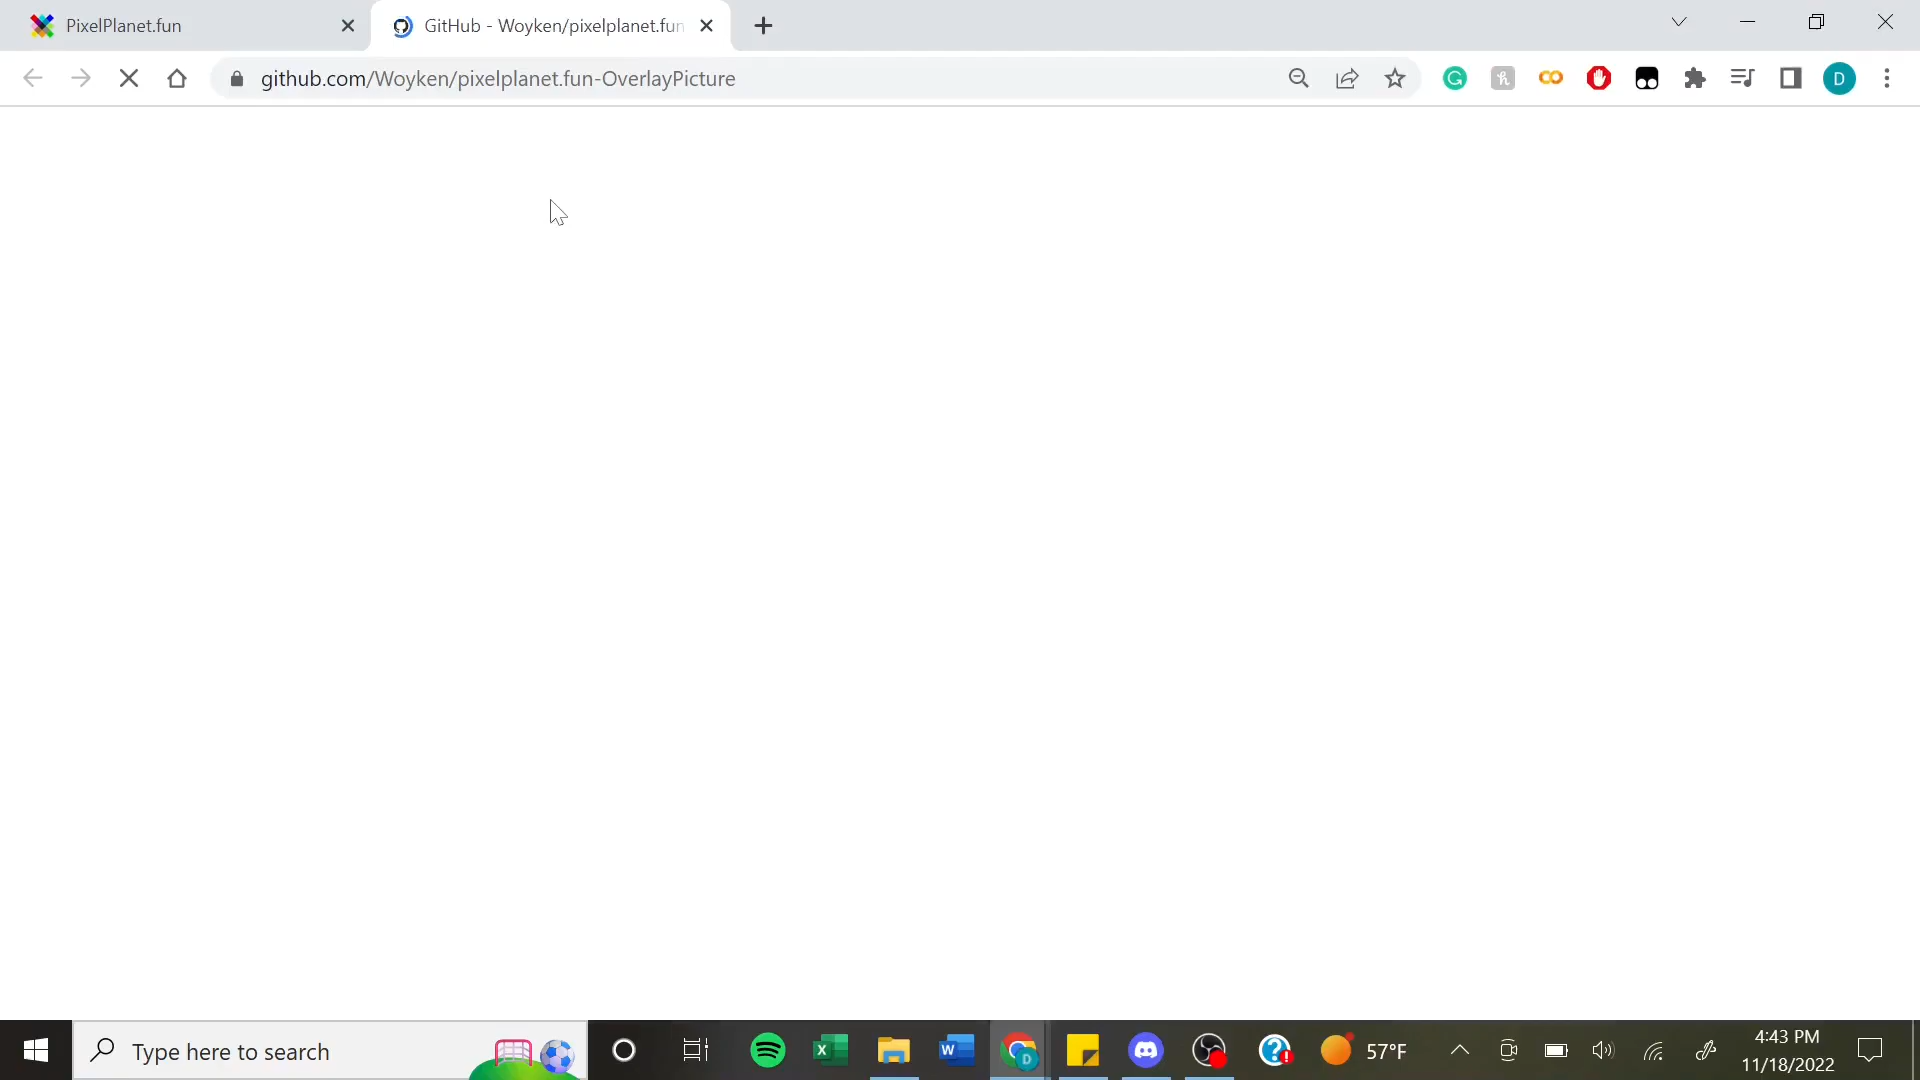 PixelPlanet.fun
GitHub - Woyken/pixelplanet.fun
github.com/Woyken/pixelplanet.fun-OverlayPicture
D
Type here to search
57°F
4:43 PM
11/18/2022